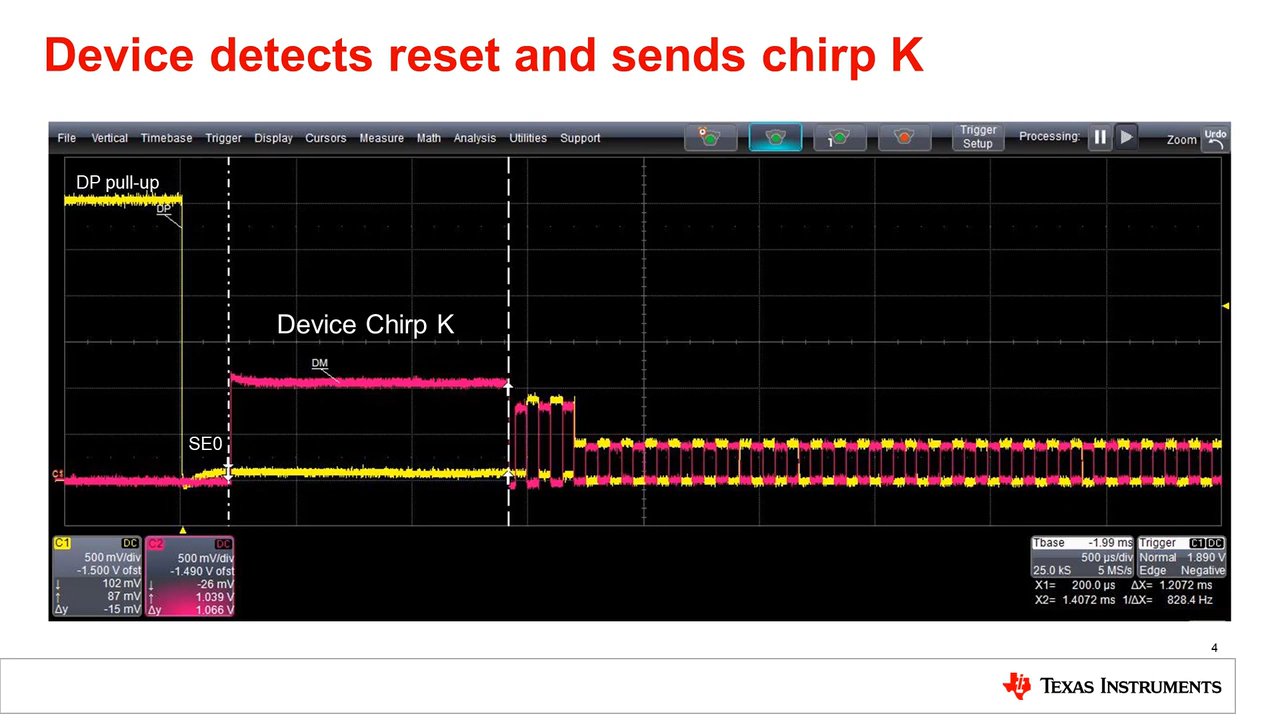 Device detects reset and sends chirp K
File Vertical Timebase Trigger Display Cursors Measure Math Analysis Utilities Support
1
Trigger Setup
Processing:
Zoom
Undo
DP pull-up
DP
Device Chirp K
DM
SE0
C1
C1 DC
500 mV/div
-1.500 V ofst
↓ 102 mV
↑ 87 mV
Δy -15 mV
C2 DC
500 mV/div
-1.490 V ofst
↓ -26 mV
↑ 1.039 V
Δy 1.066 V
Tbase -1.99 ms
500 µs/div
25.0 kS 5 MS/s
Trigger C1 DC
Normal 1.890 V
Edge Negative
X1= 200.0 µs ΔX= 1.2072 ms
X2= 1.4072 ms 1/ΔX= 828.4 Hz
4
TEXAS INSTRUMENTS